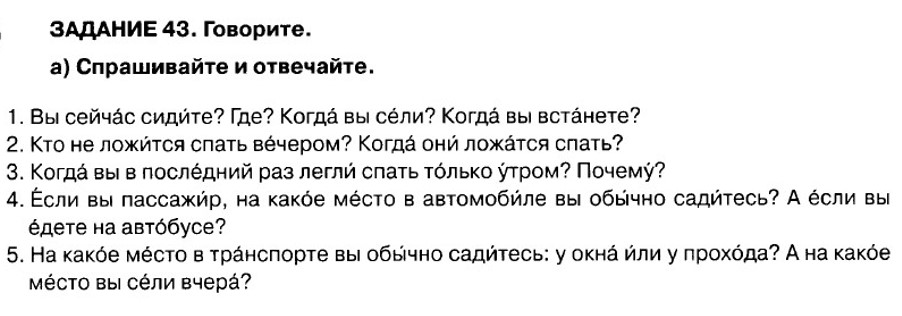 ЗАДАНИЕ 43. Говорите.
а) Спрашивайте и отвечайте.
1. Вы сейча́с сиди́те? Где? Когда́ вы се́ли? Когда́ вы вста́нете?
2. Кто не ложи́тся спать ве́чером? Когда́ они́ ложа́тся спать?
3. Когда́ вы в после́дний раз легли́ спать то́лько у́тром? Почему́?
4. Е́сли вы пассажи́р, на како́е ме́сто в автомоби́ле вы обы́чно сади́тесь? А е́сли вы
е́дете на авто́бусе?
5. На како́е ме́сто в тра́нспорте вы обы́чно сади́тесь: у окна́ и́ли у прохо́да? А на како́е
ме́сто вы се́ли вчера́?